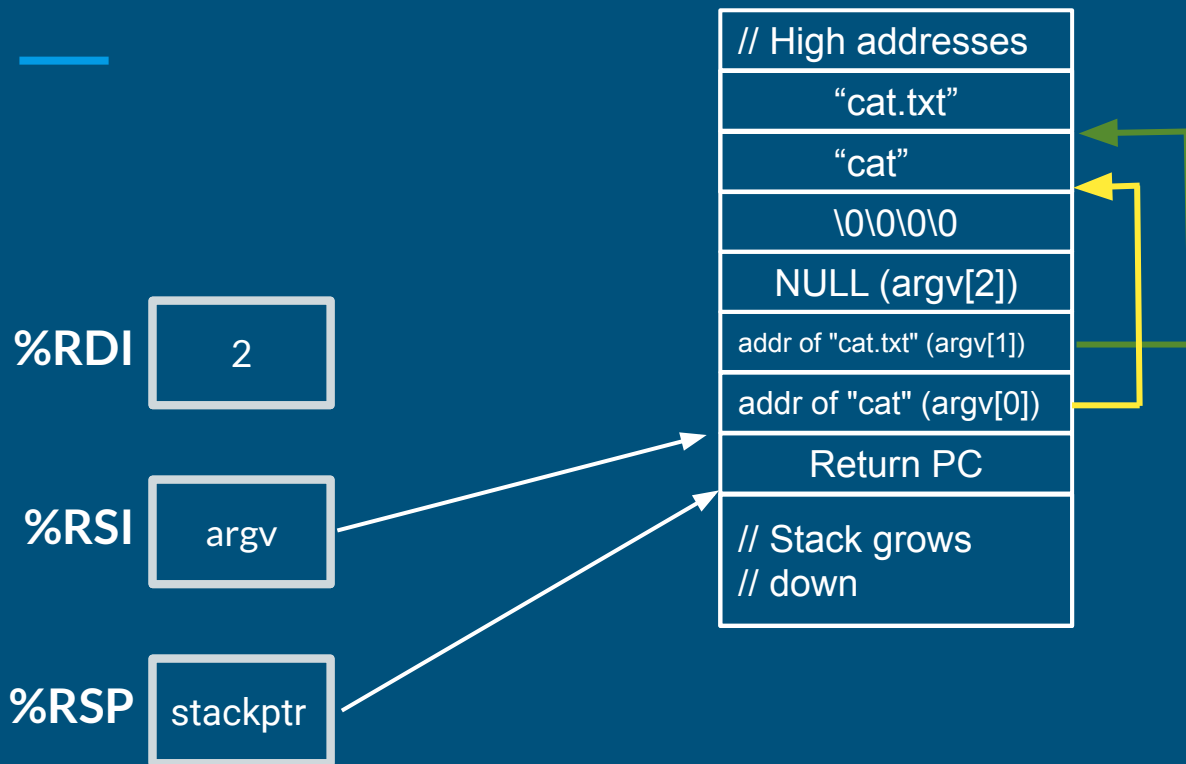 // High addresses
“cat.txt”
“cat”
\0\0\0\0
NULL (argv[2])
addr of "cat.txt" (argv[1])
addr of "cat" (argv[0])
Return PC
// Stack grows
// down
%RDI
2
%RSI
argv
%RSP
stackptr